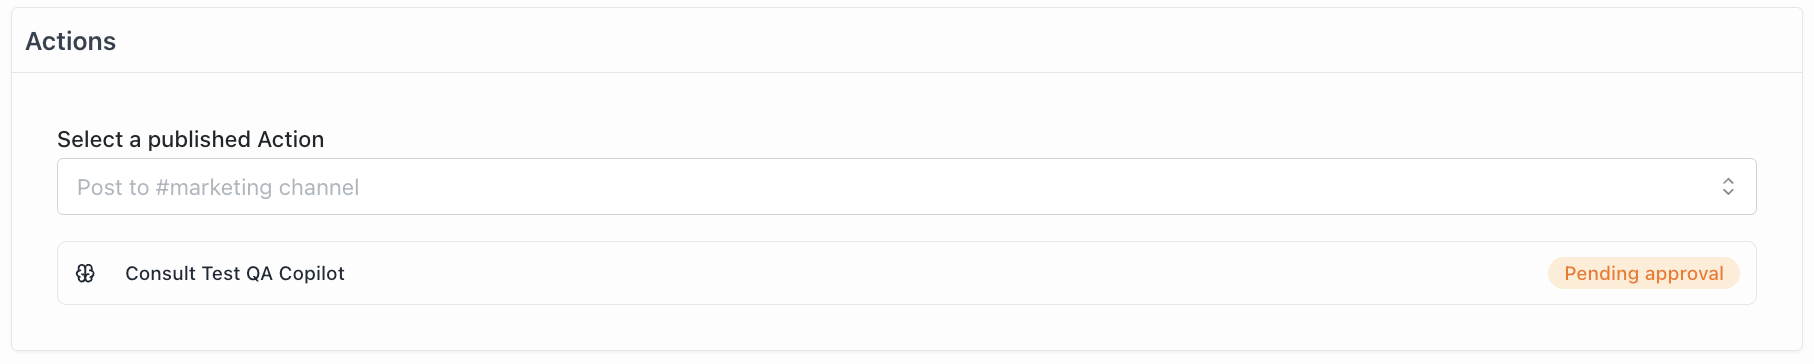 Actions
Select a published Action
Post to #marketing channel
Consult Test QA Copilot
Pending approval